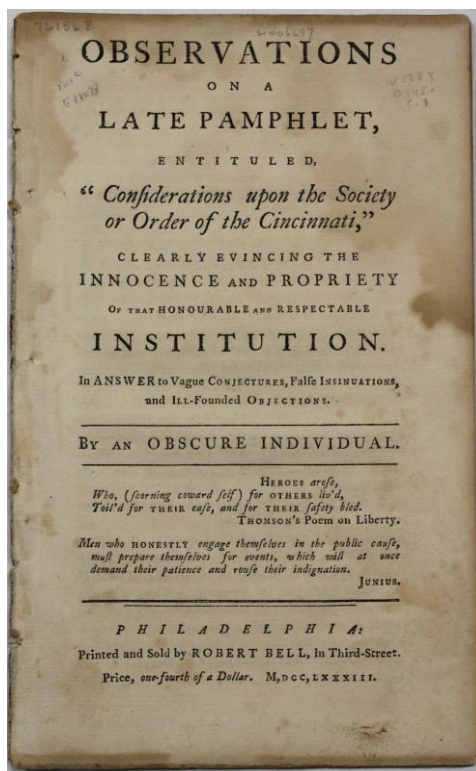 761568
OBSERVATIONS
ON A
LATE PAMPHLET,
ENTITULED,
“ Conſiderations upon the Society
or Order of the Cincinnati,”
CLEARLY EVINCING THE
INNOCENCE AND PROPRIETY
OF THAT HONOURABLE AND RESPECTABLE
INSTITUTION.
In ANSWER to Vague CONJECTURES, Falſe INSINUATIONS,
and ILL-Founded OBJECTIONS.
BY AN OBSCURE INDIVIDUAL.
HEROES aroſe,
Who, (ſcorning coward ſelf) for OTHERS liv'd,
Toil'd for THEIR eaſe, and for THEIR ſafety bled.
THOMSON's Poem on Liberty.
Men who HONESTLY engage themſelves in the public cauſe,
muſt prepare themſelves for events, which will at once
demand their patience and rouſe their indignation.
JUNIUS.
PHILADELPHIA:
Printed and Sold by ROBERT BELL, in Third-Street.
Price, one-fourth of a Dollar. M,DCC,LXXXIII.